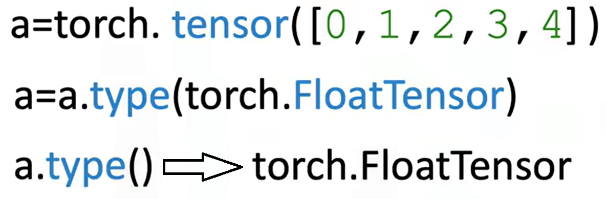 a=torch. tensor([0,1,2,3,4])
a=a.type(torch.FloatTensor)
a.type() ⇨ torch.FloatTensor